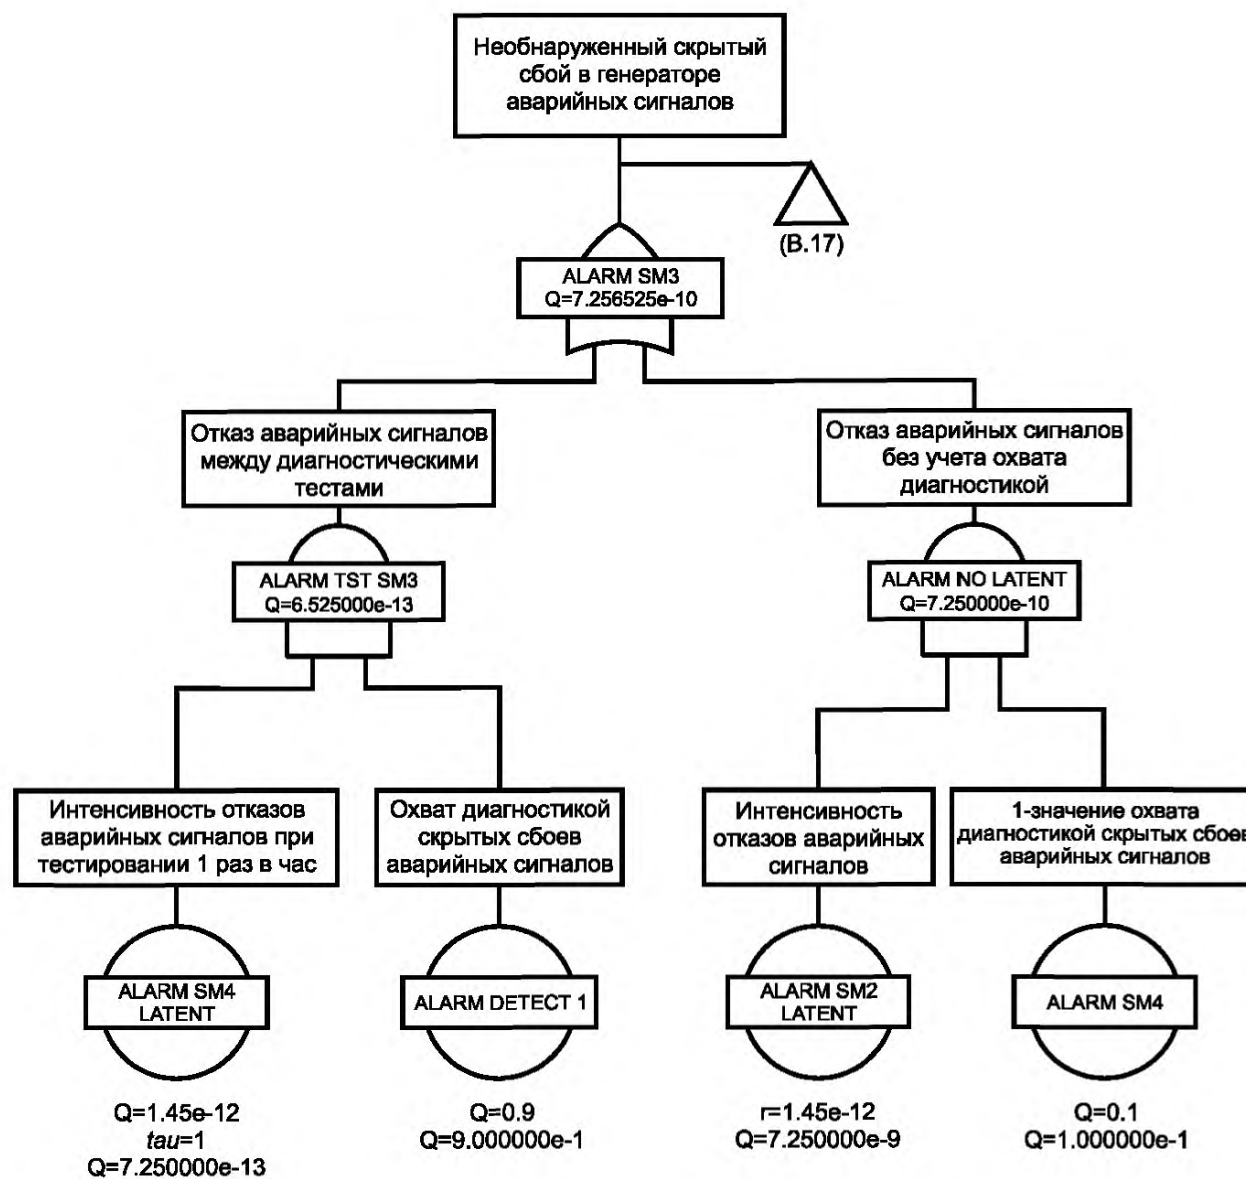 Необнаруженный скрытый
сбой в генераторе
аварийных сигналов
(B.17)
ALARM SM3
Q=7.256525e-10
Отказ аварийных сигналов
между диагностическими
тестами
Отказ аварийных сигналов
без учета охвата
диагностикой
ALARM TST SM3
Q=6.525000e-13
ALARM NO LATENT
Q=7.250000e-10
Интенсивность отказов
аварийных сигналов при
тестировании 1 раз в час
Охват диагностикой
скрытых сбоев
аварийных сигналов
Интенсивность
отказов аварийных
сигналов
1-значение охвата
диагностикой скрытых сбоев
аварийных сигналов
ALARM SM4
LATENT
ALARM DETECT 1
ALARM SM2
LATENT
ALARM SM4
Q=1.45e-12
tau=1
Q=7.250000e-13
Q=0.9
Q=9.000000e-1
r=1.45e-12
Q=7.250000e-9
Q=0.1
Q=1.000000e-1